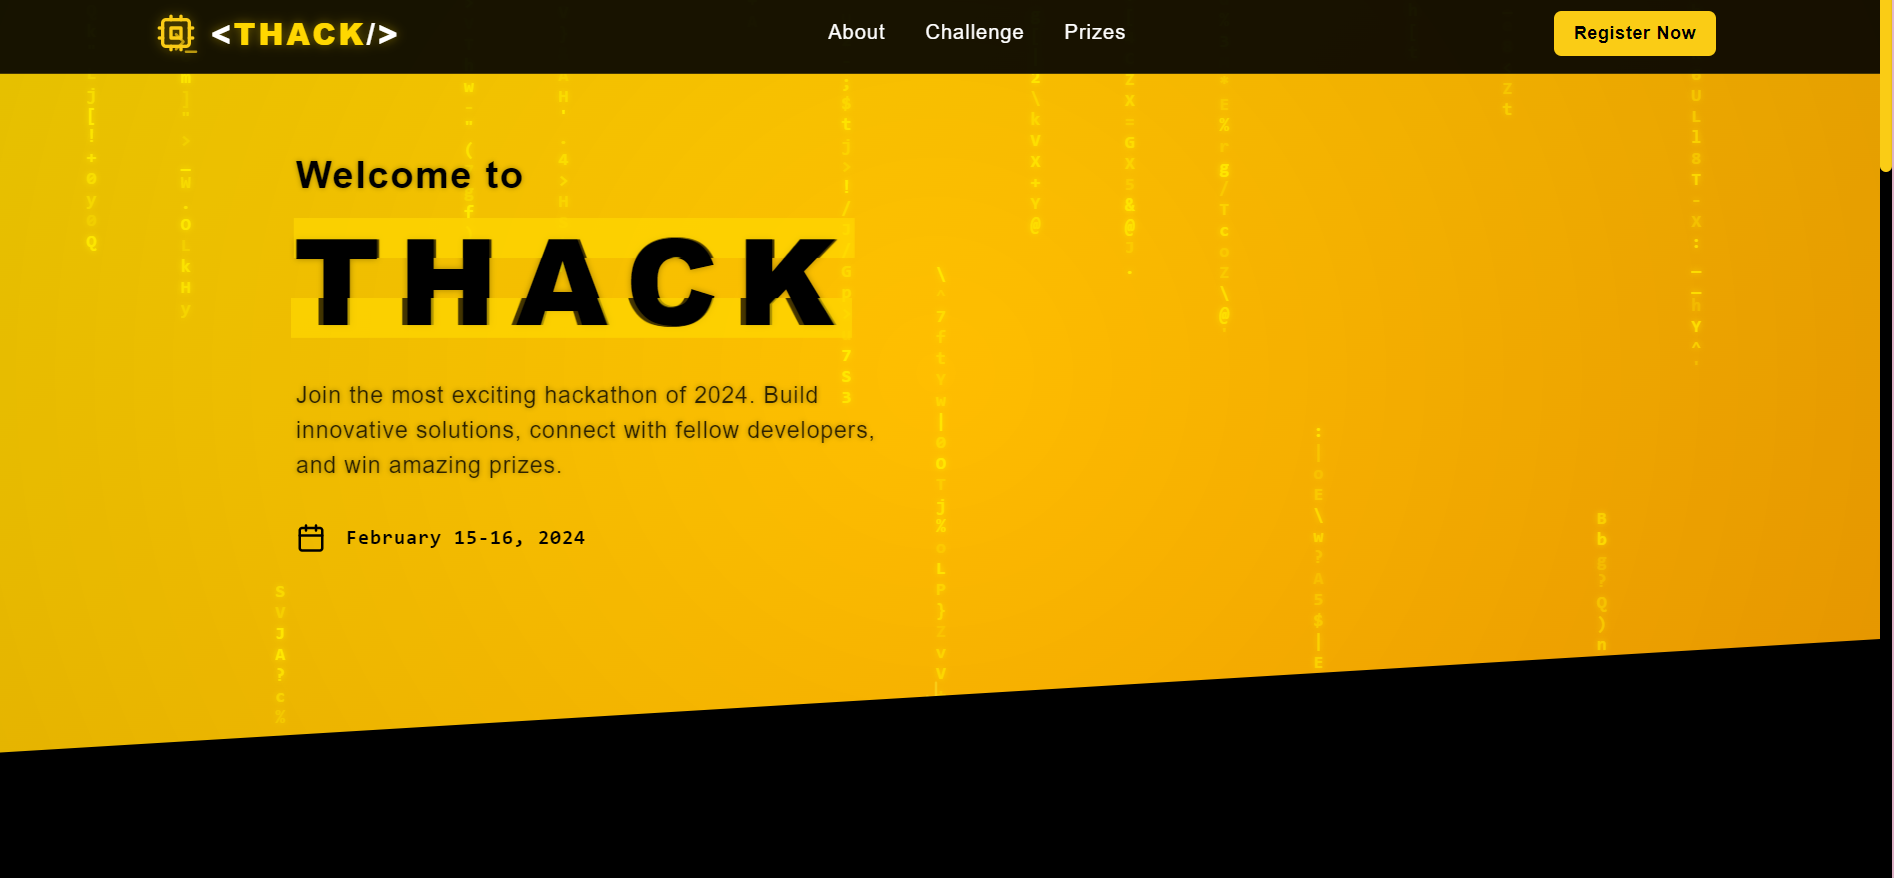 <THACK/>
About
Challenge
Prizes
Register Now
Welcome to
THACK
Join the most exciting hackathon of 2024. Build
innovative solutions, connect with fellow developers,
and win amazing prizes.
February 15-16, 2024